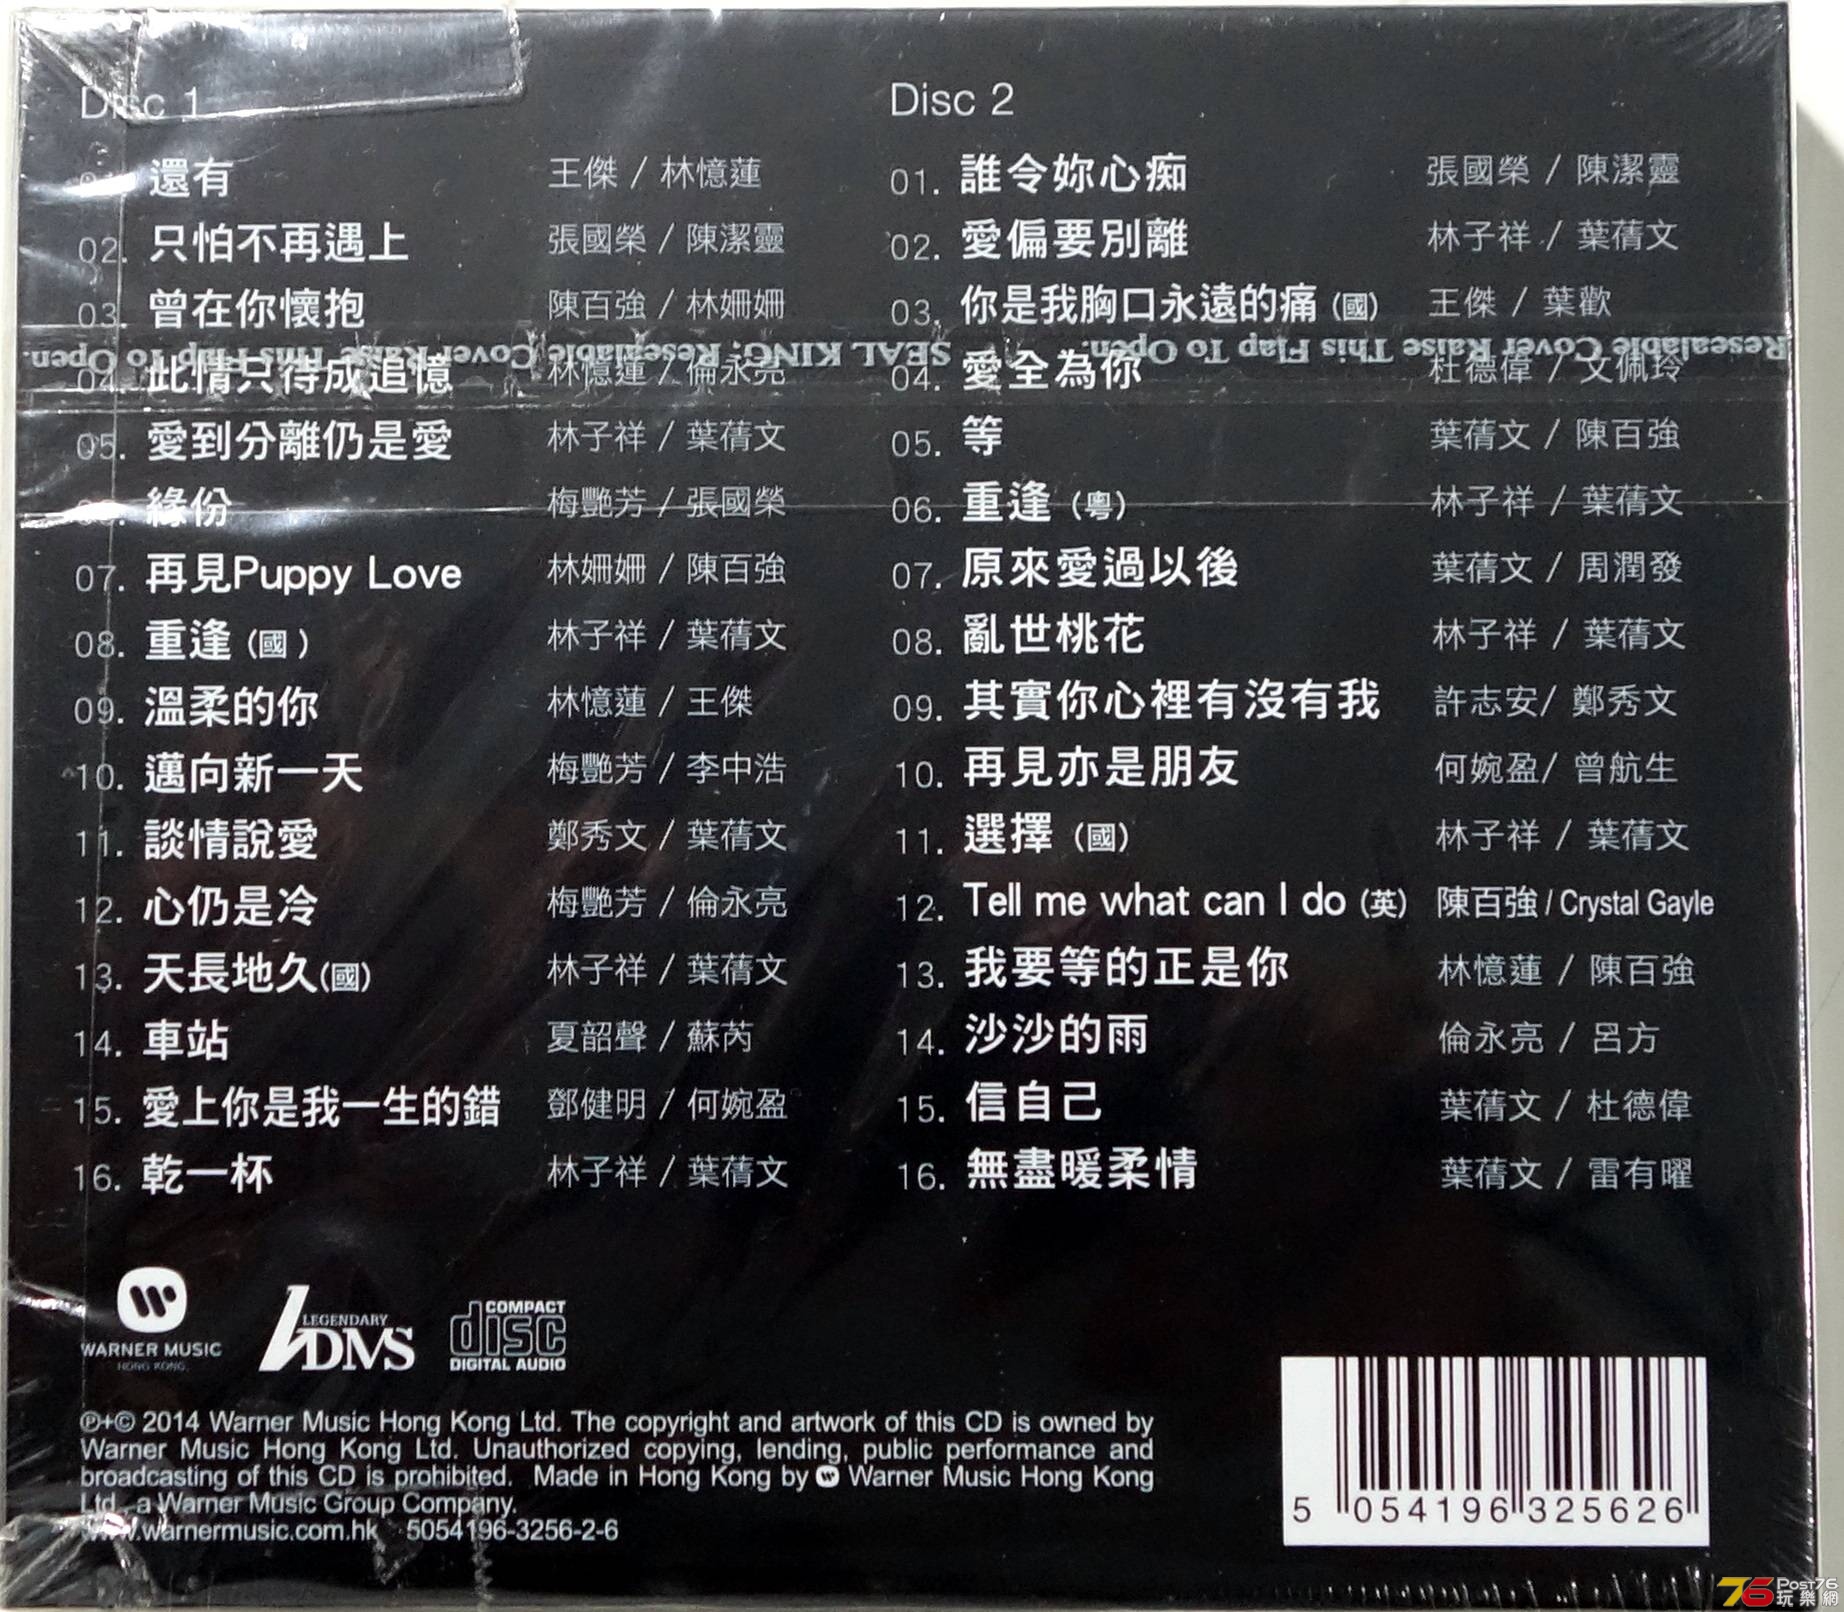 Disc 1
01. 還有 王傑 / 林憶蓮
02. 只怕不再遇上 張國榮 / 陳潔靈
03. 曾在你懷抱 陳百強 / 林姍姍
04. 此情只待成追憶 林憶蓮 / 倫永亮
05. 愛到分離仍是愛 林子祥 / 葉蒨文
06. 緣份 梅艷芳 / 張國榮
07. 再見Puppy Love 林姍姍 / 陳百強
08. 重逢 (國) 林子祥 / 葉蒨文
09. 溫柔的你 林憶蓮 / 王傑
10. 邁向新一天 梅艷芳 / 李中浩
11. 談情說愛 鄭秀文 / 葉蒨文
12. 心仍是冷 梅艷芳 / 倫永亮
13. 天長地久(國) 林子祥 / 葉蒨文
14. 車站 夏韶聲 / 蘇芮
15. 愛上你是我一生的錯 鄧健明 / 何婉盈
16. 乾一杯 林子祥 / 葉蒨文
Disc 2
01. 誰令妳心痴 張國榮 / 陳潔靈
02. 愛偏要別離 林子祥 / 葉蒨文
03. 你是我胸口永遠的痛 (國) 王傑 / 葉歡
04. 愛全為你 杜德偉 / 文佩玲
05. 等 葉蒨文 / 陳百強
06. 重逢 (粵) 林子祥 / 葉蒨文
07. 原來愛過以後 葉蒨文 / 周潤發
08. 亂世桃花 林子祥 / 葉蒨文
09. 其實你心裡有沒有我 許志安/ 鄭秀文
10. 再見亦是朋友 何婉盈/ 曾航生
11. 選擇 (國) 林子祥 / 葉蒨文
12. Tell me what can I do (英) 陳百強 / Crystal Gayle
13. 我要等的正是你 林憶蓮 / 陳百強
14. 沙沙的雨 倫永亮 / 呂方
15. 信自己 葉蒨文 / 杜德偉
16. 無盡暖柔情 葉蒨文 / 雷有曜
Resealable Cover Raise This Flap To Open. SEAL KING. Resealable Cover Raise This Flap To Open.
WARNER MUSIC
HONG KONG
LEGENDARY
DMS
COMPACT
disc
DIGITAL AUDIO
℗+© 2014 Warner Music Hong Kong Ltd. The copyright and artwork of this CD is owned by
Warner Music Hong Kong Ltd. Unauthorized copying, lending, public performance and
broadcasting of this CD is prohibited. Made in Hong Kong by Warner Music Hong Kong
Ltd., a Warner Music Group Company.
www.warnermusic.com.hk 5054196-3256-2-6
5 054196 325626
76 Post76
玩樂網